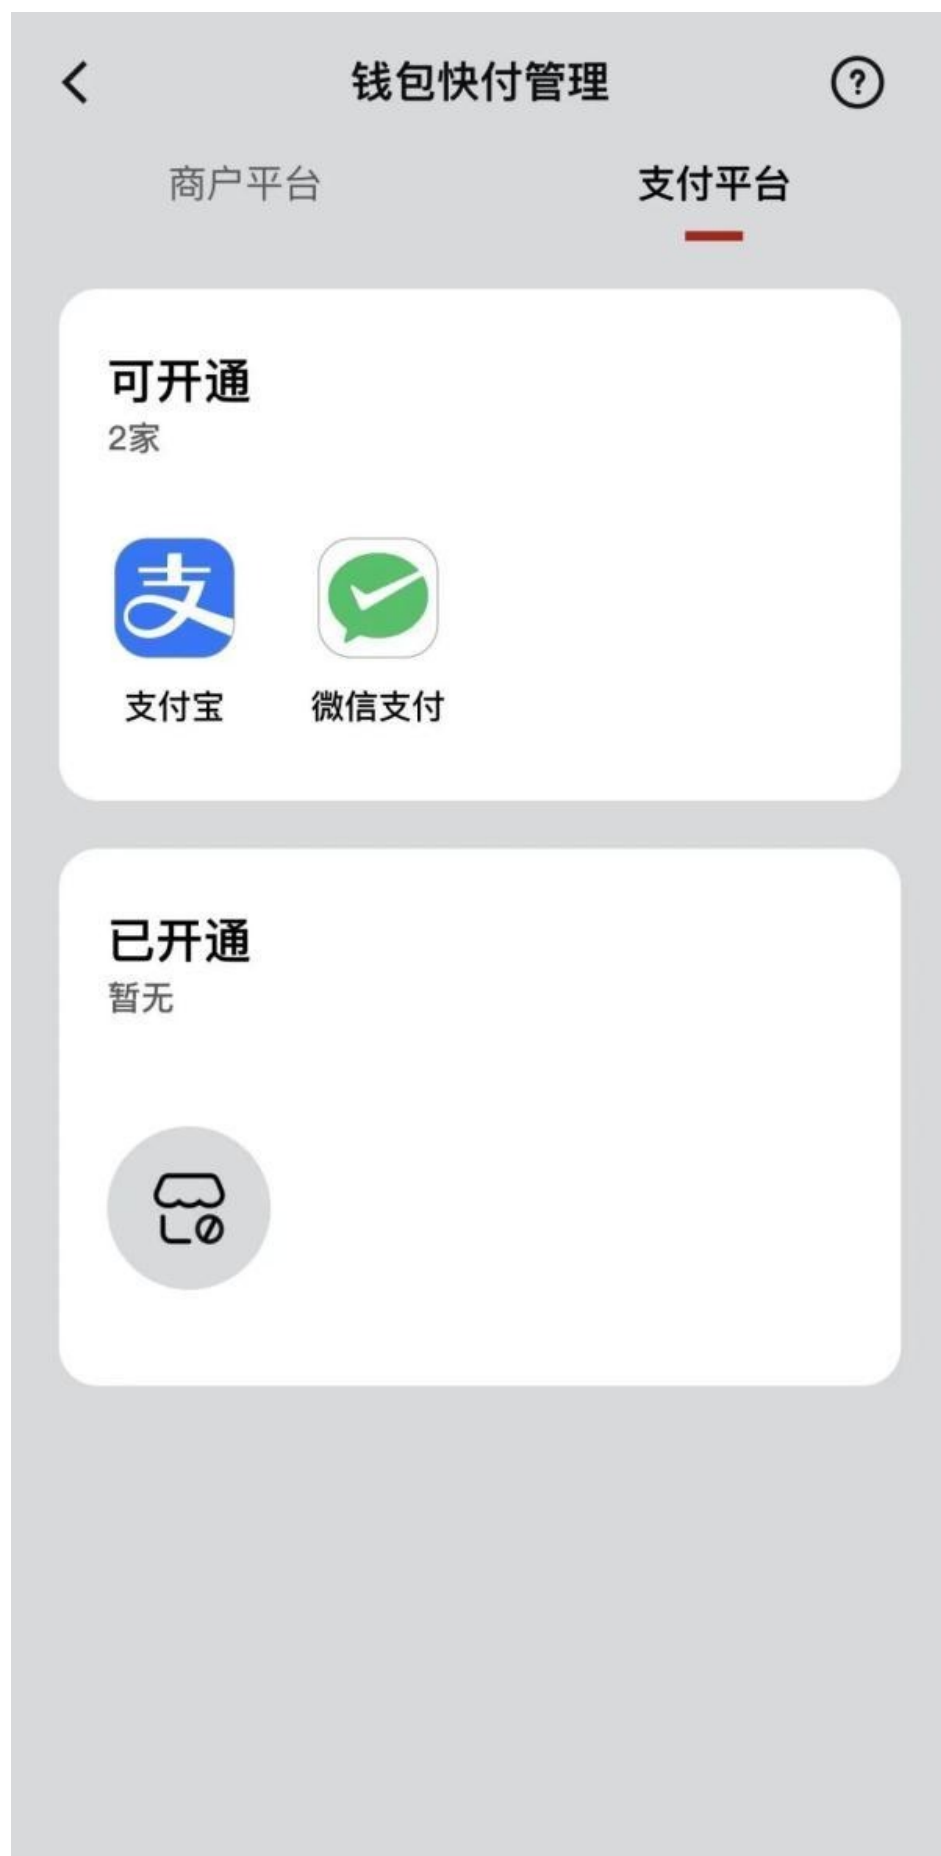 钱包快付管理
商户平台 支付平台
可开通
2家
支
支付宝 微信支付
已开通
暂无